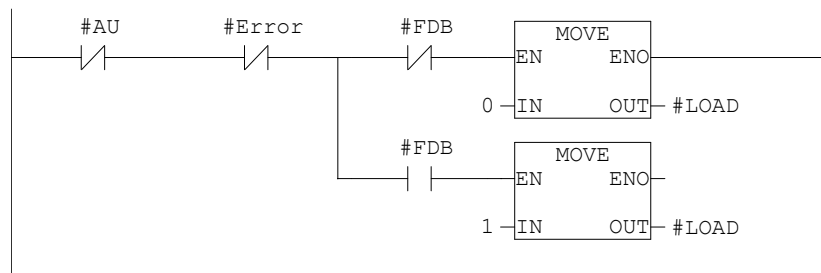 #AU #Error #FDB
MOVE
EN ENO
0 IN OUT #LOAD
#FDB
MOVE
EN ENO
1 IN OUT #LOAD